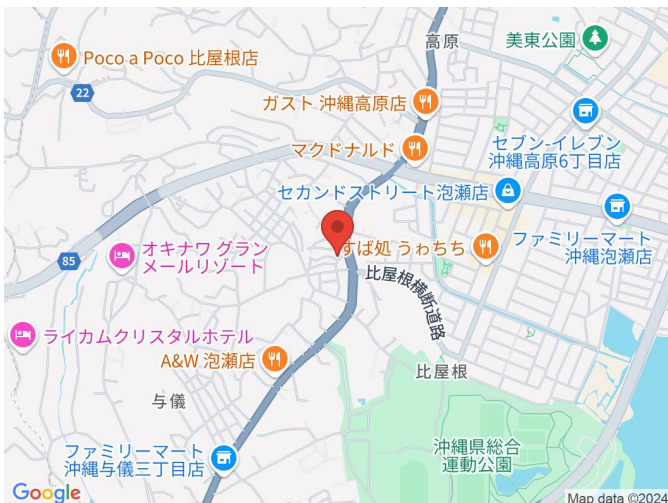 高原
美東公園
Poco a Poco 比屋根店
22
ガスト 沖縄高原店
マクドナルド
セブン-イレブン
沖縄高原6丁目店
セカンドストリート泡瀬店
ファミリーマート
沖縄泡瀬店
すば処 うゎちち
オキナワ グラン
メールリゾート
85
比屋根横断道路
ライカムクリスタルホテル
A&W 泡瀬店
比屋根
与儀
ファミリーマート
沖縄与儀三丁目店
沖縄県総合
運動公園
Google
Map data ©2024